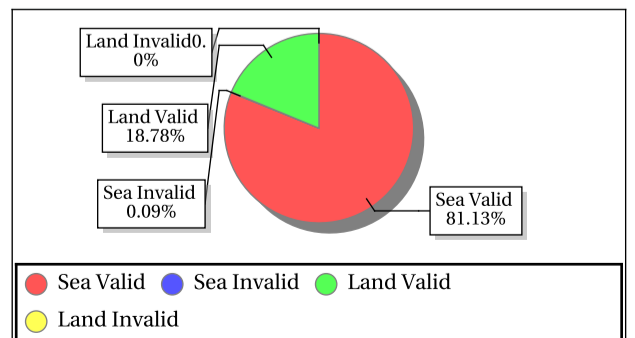 Land Invalid0.
0%
Land Valid
18.78%
Sea Invalid
0.09%
Sea Valid
81.13%
Sea Valid Sea Invalid Land Valid
Land Invalid